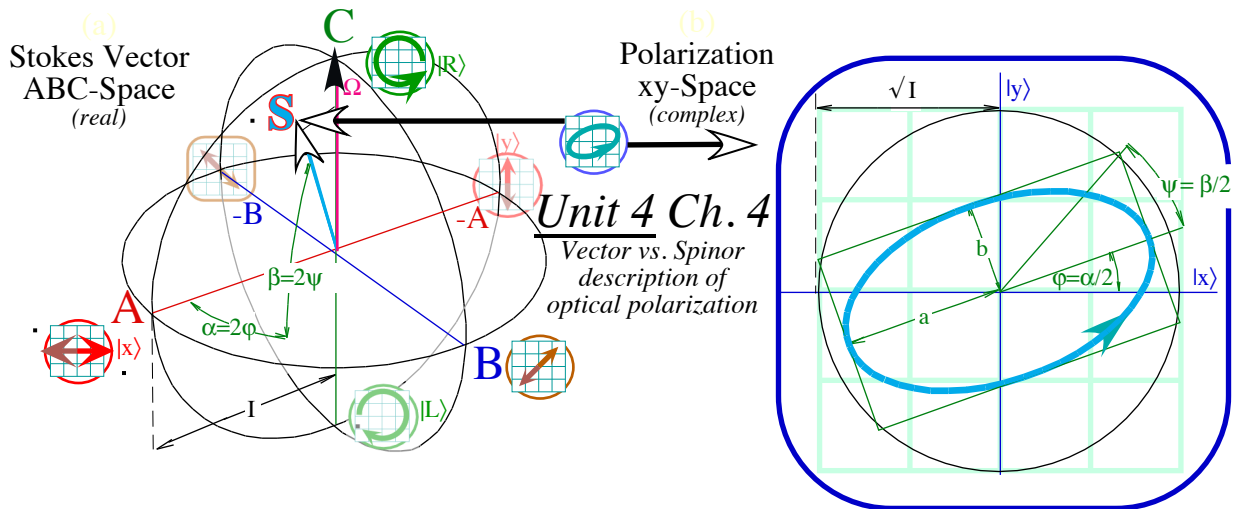 (a)
Stokes Vector
ABC-Space
(real)
C
|R⟩
Ω
S
-B
|y⟩
-A
β=2ψ
A
α=2φ
|x⟩
B
I
|L⟩
(b)
Polarization
xy-Space
(complex)
Unit 4 Ch. 4
Vector vs. Spinor
description of
optical polarization
√I
|y⟩
ψ= β/2
b
φ=α/2
|x⟩
a